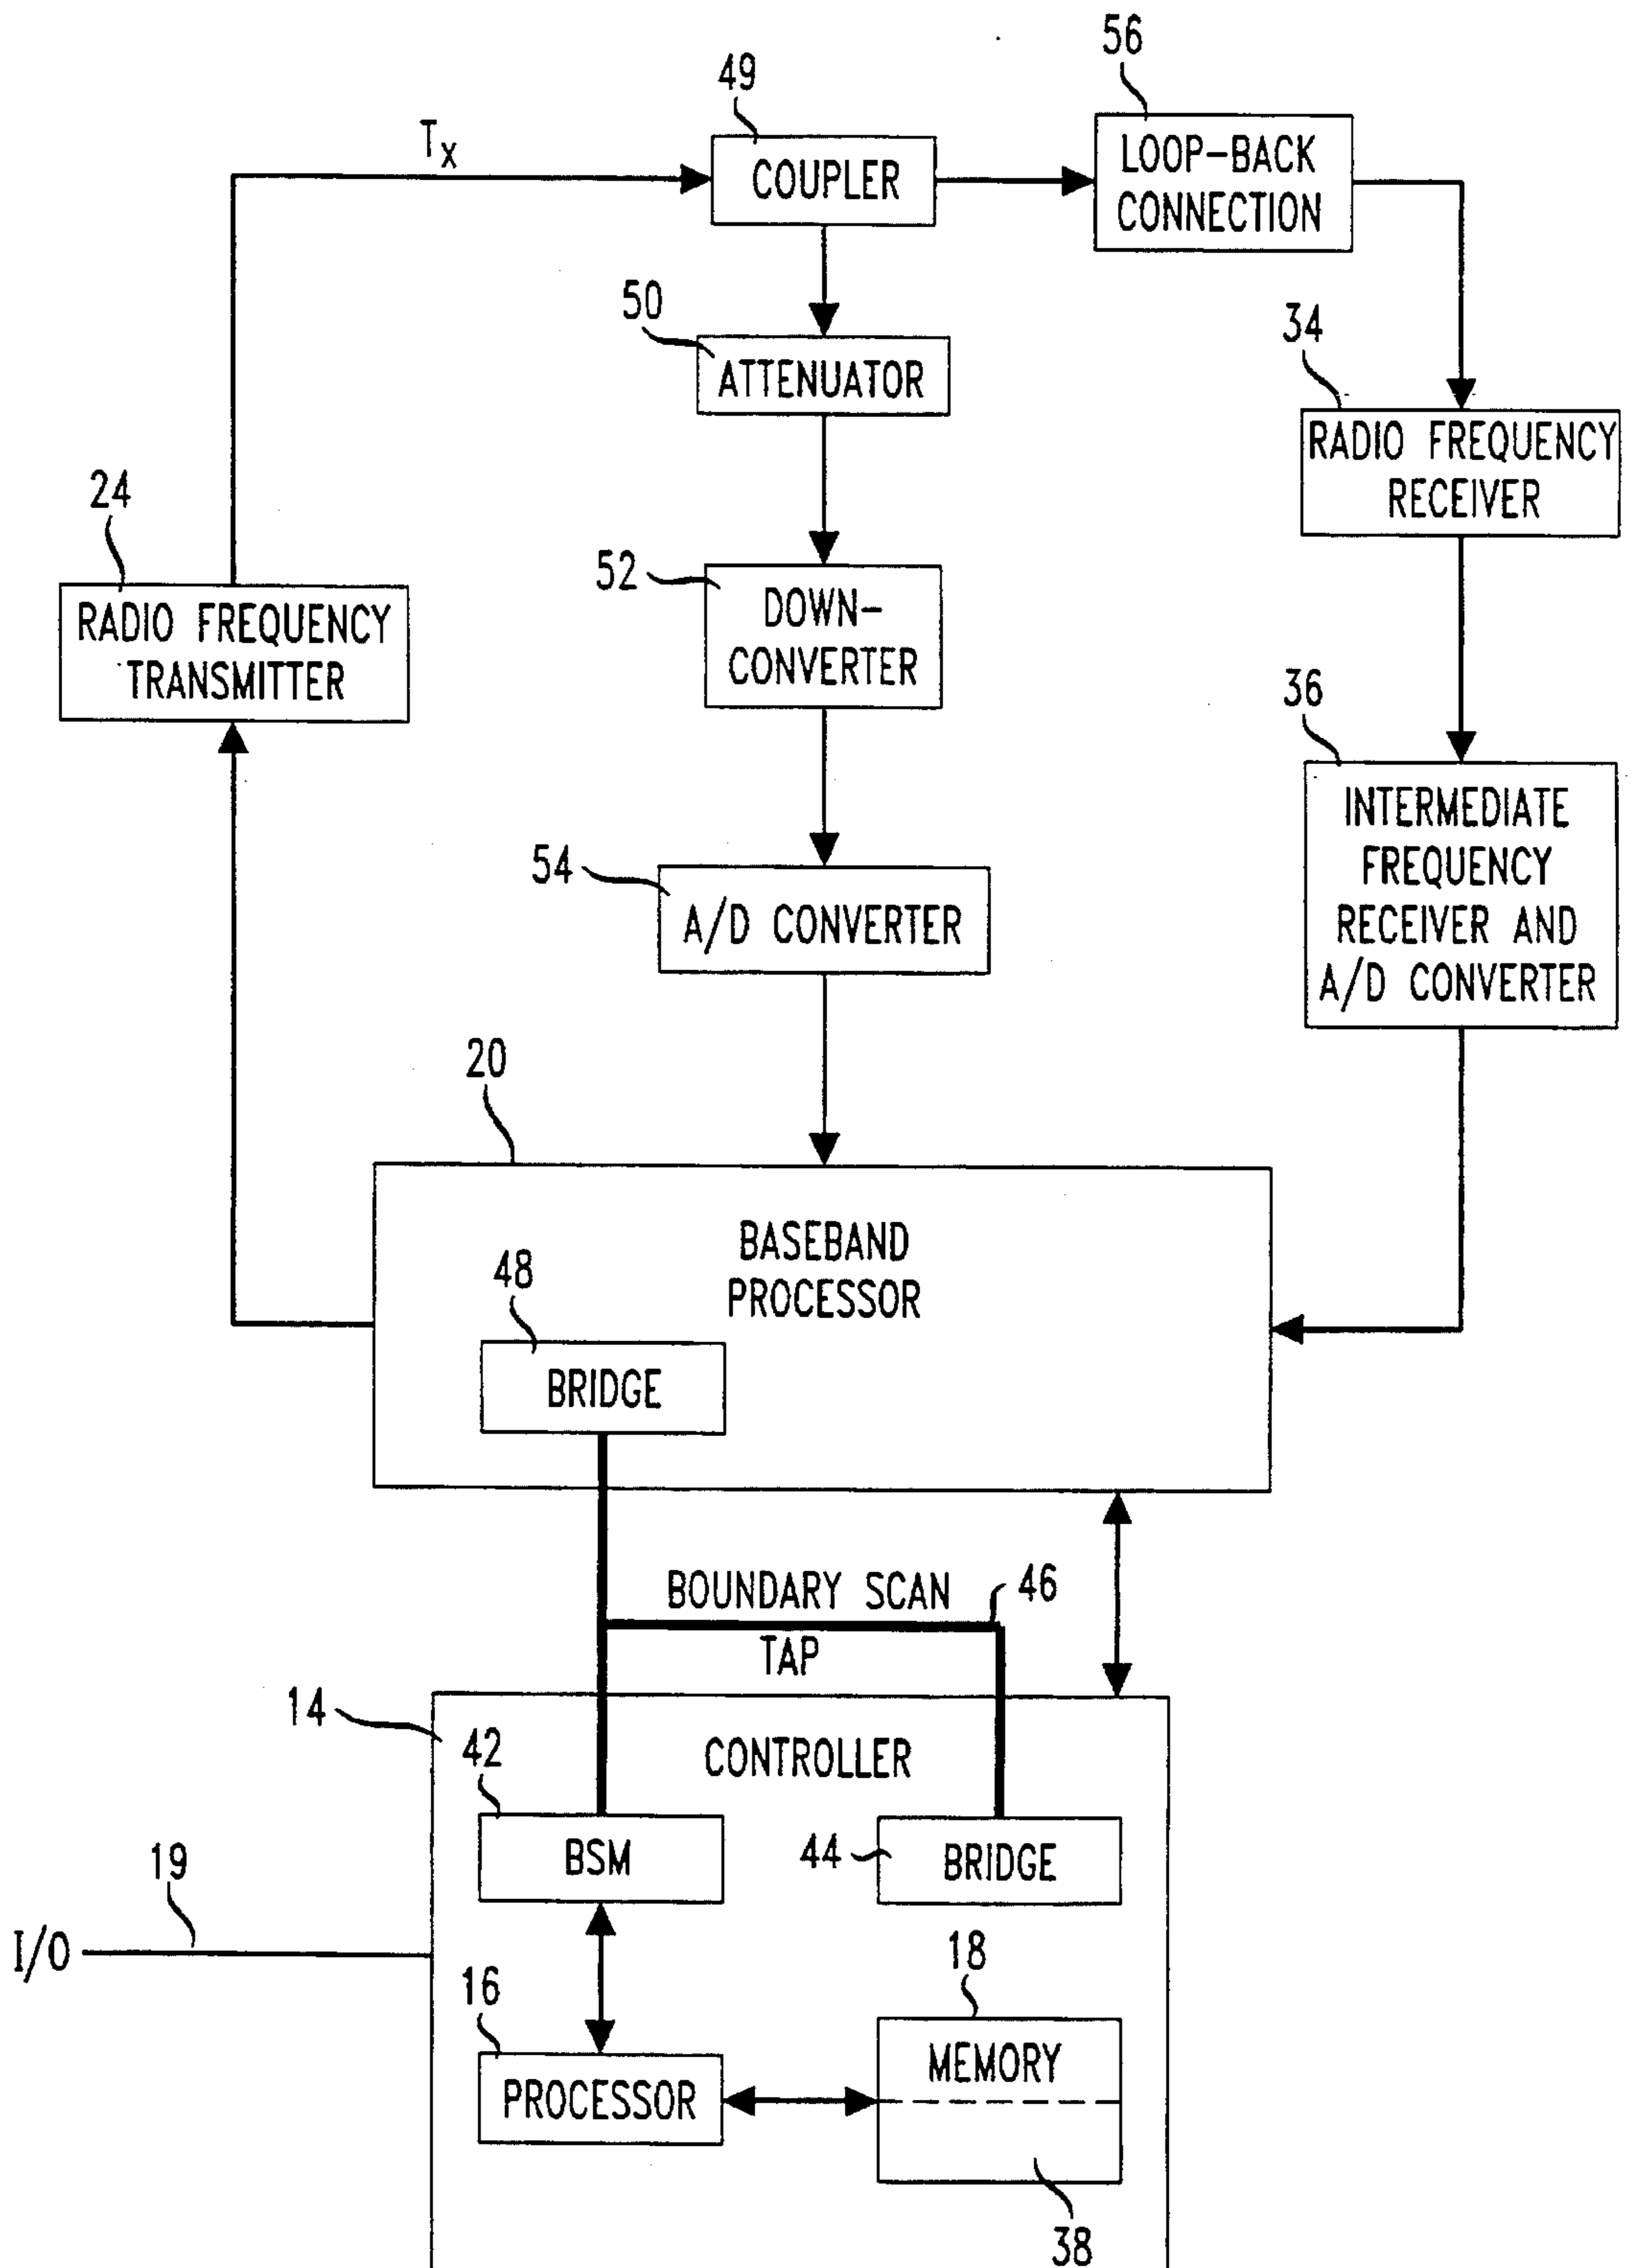 56
49
Tx
COUPLER
LOOP-BACK
CONNECTION
50
34
ATTENUATOR
RADIO FREQUENCY
RECEIVER
24
52
DOWN-
CONVERTER
RADIO FREQUENCY
TRANSMITTER
36
INTERMEDIATE
FREQUENCY
RECEIVER AND
A/D CONVERTER
54
A/D CONVERTER
20
BASEBAND
PROCESSOR
48
BRIDGE
BOUNDARY SCAN
46
TAP
14
42
CONTROLLER
BSM
44
BRIDGE
19
I/O
18
16
MEMORY
PROCESSOR
38